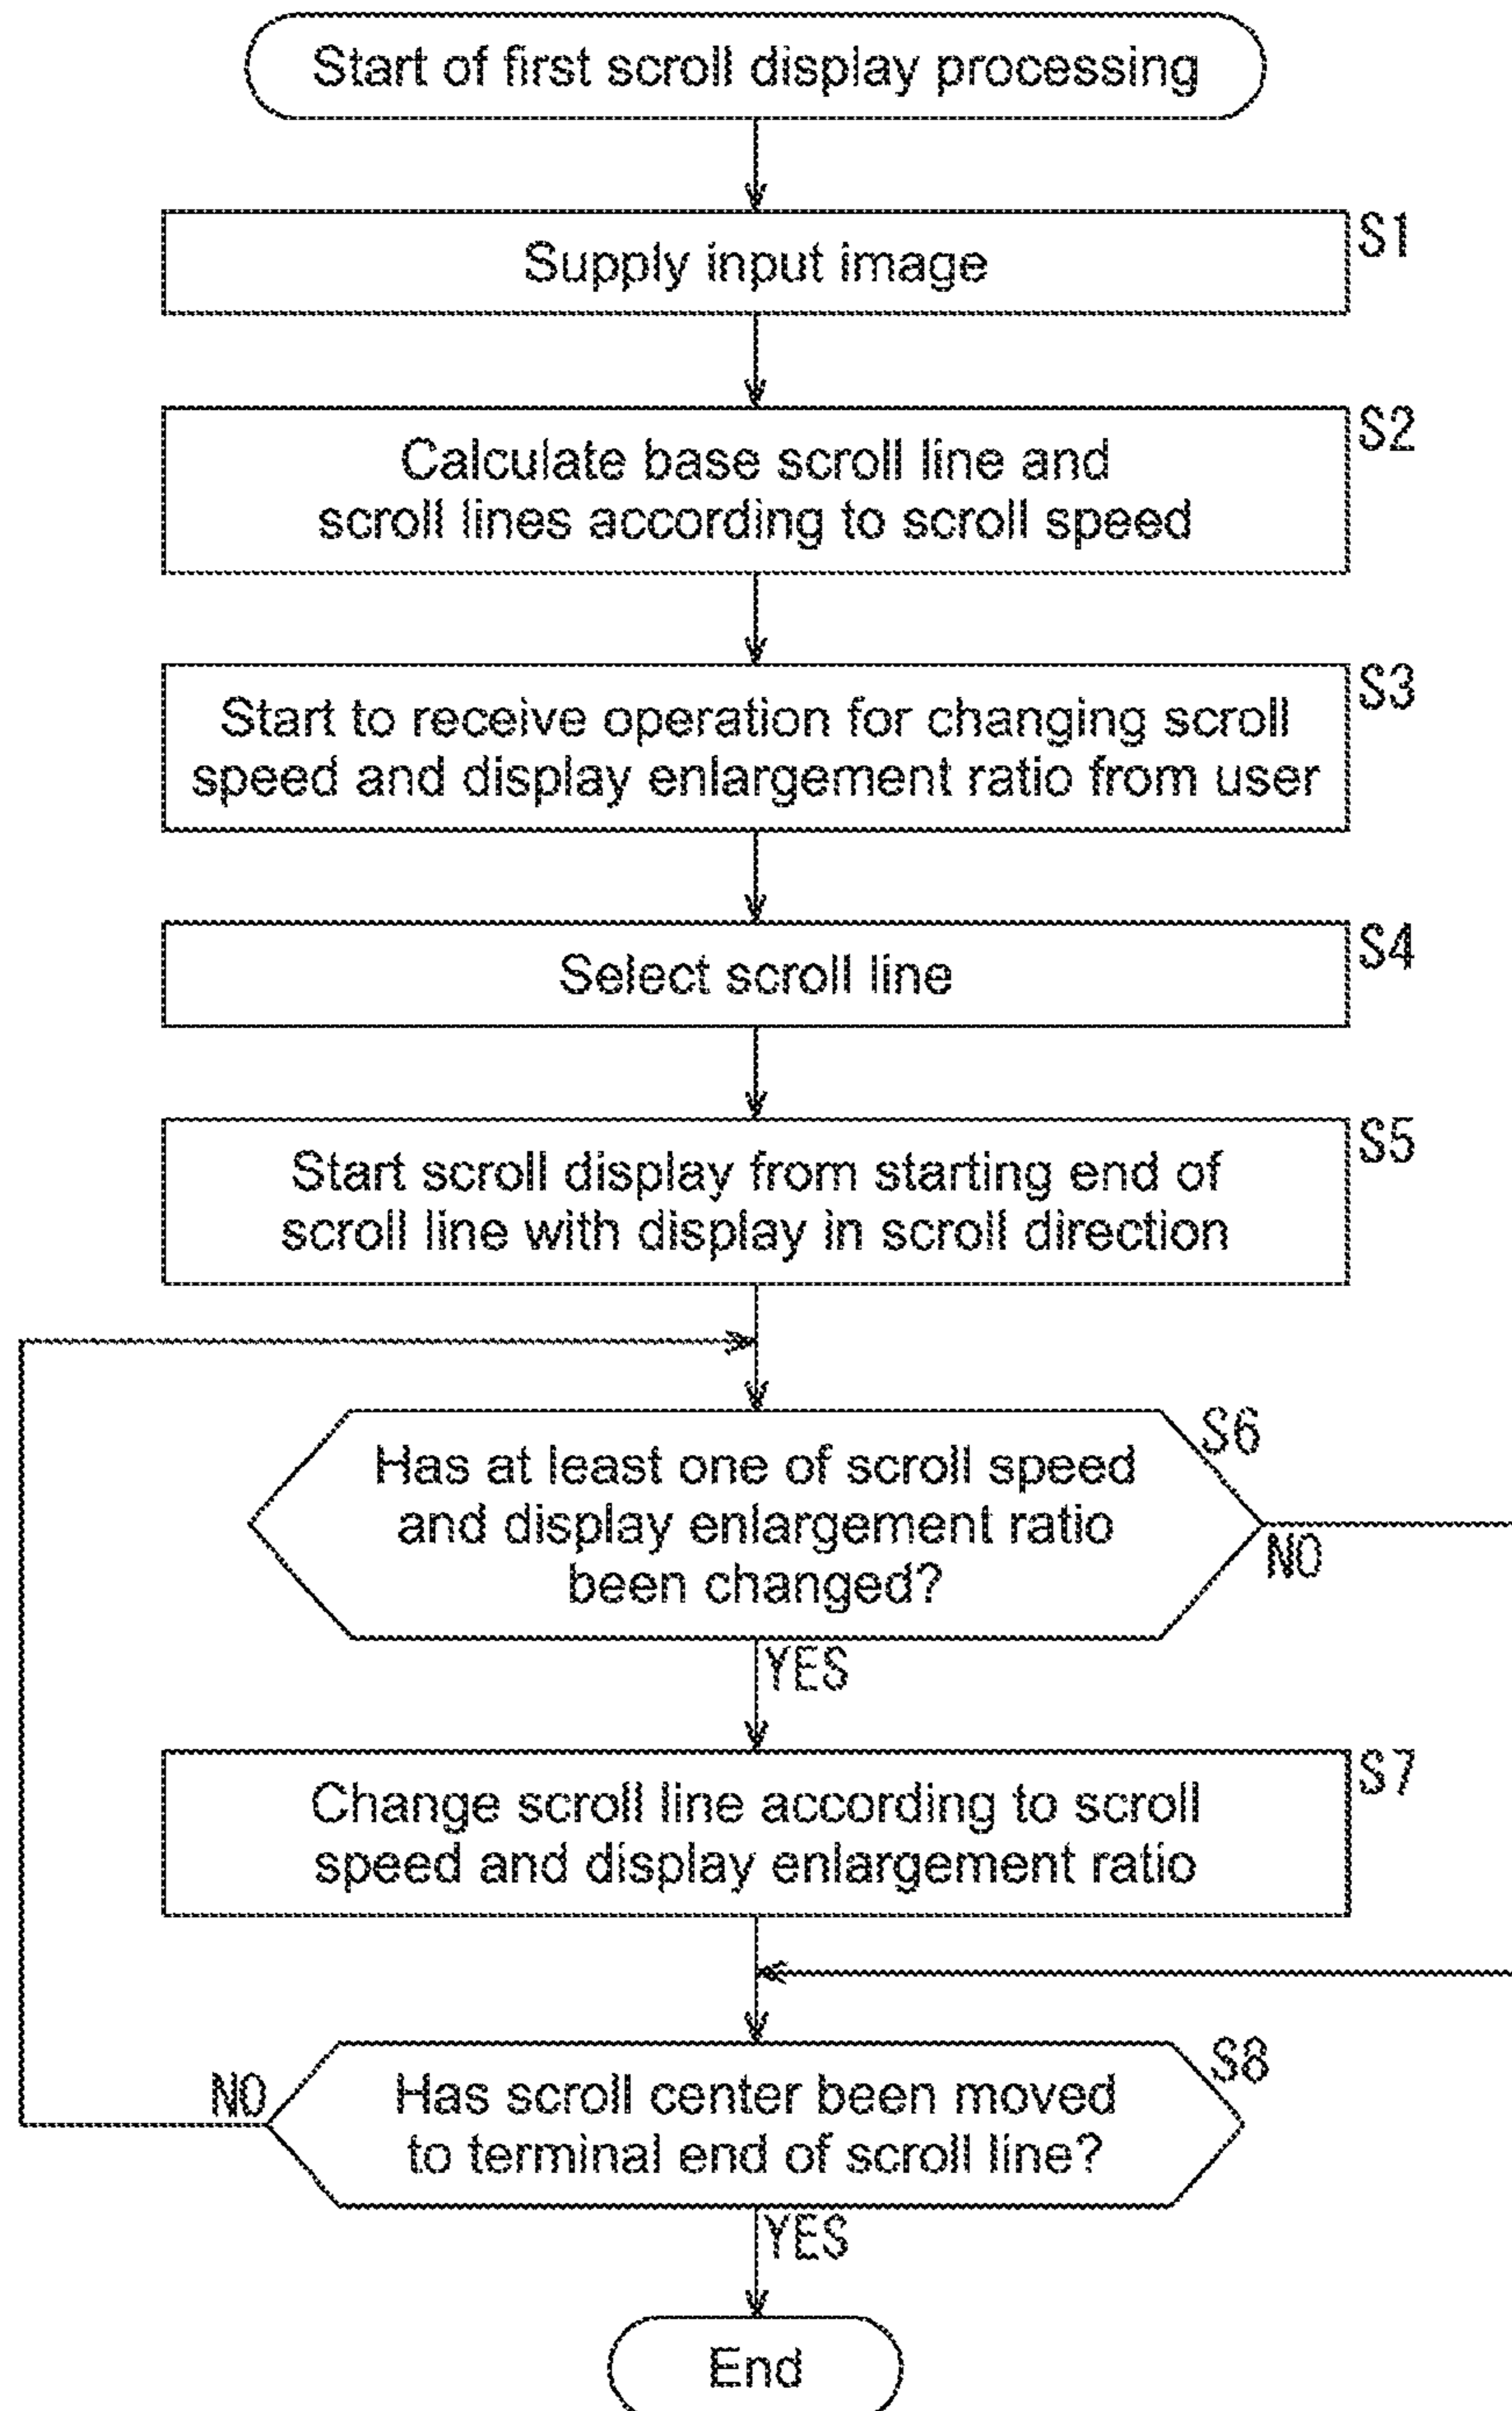 Start of first scroll display processing
S1
Supply input image
S2
Calculate base scroll line and
scroll lines according to scroll speed
S3
Start to receive operation for changing scroll
speed and display enlargement ratio from user
S4
Select scroll line
S5
Start scroll display from starting end of
scroll line with display in scroll direction
S6
Has at least one of scroll speed
and display enlargement ratio
been changed?
NO
YES
S7
Change scroll line according to scroll
speed and display enlargement ratio
S8
NO
Has scroll center been moved
to terminal end of scroll line?
YES
End